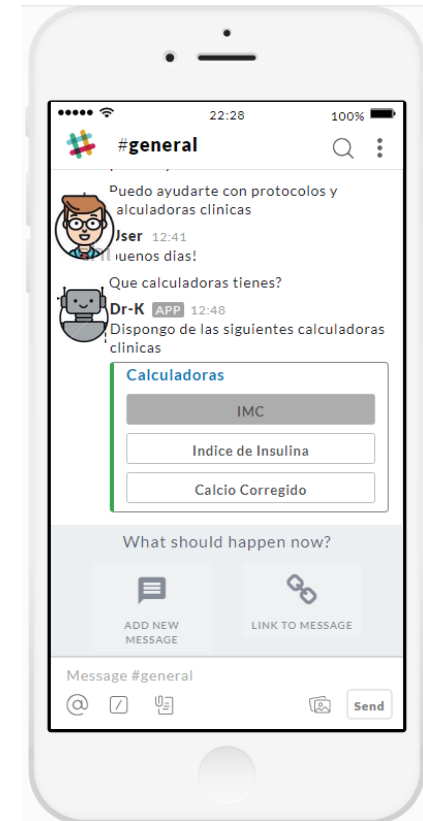 22:28
100%
#general
Puedo ayudarte con protocolos y
alculadoras clinicas
User 12:41
uenos dias!
Que calculadoras tienes?
Dr-K APP 12:48
Dispongo de las siguientes calculadoras
clinicas
Calculadoras
IMC
Indice de Insulina
Calcio Corregido
What should happen now?
ADD NEW
MESSAGE
LINK TO MESSAGE
Message #general
Send